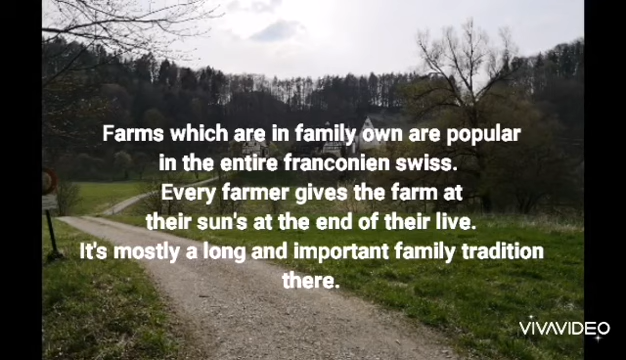 Farms which are in family own are popular
in the entire franconien swiss.
Every farmer gives the farm at
their sun's at the end of their live.
It's mostly a long and important family tradition
there.
VIVAVIDEO